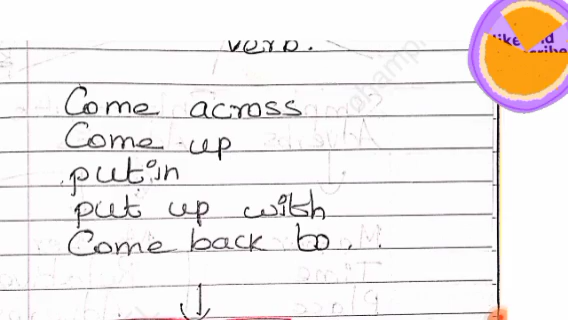 verb.
Come across
Come up
put in
put up with
Come back to.